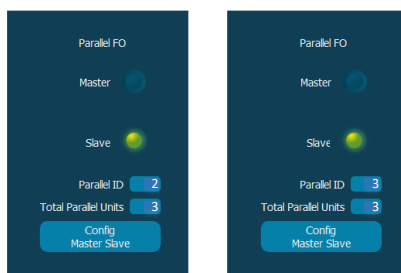 Parallel FO
Master
Slave
Parallel ID 2
Total Parallel Units 3
Config
Master Slave
Parallel FO
Master
Slave
Parallel ID 3
Total Parallel Units 3
Config
Master Slave